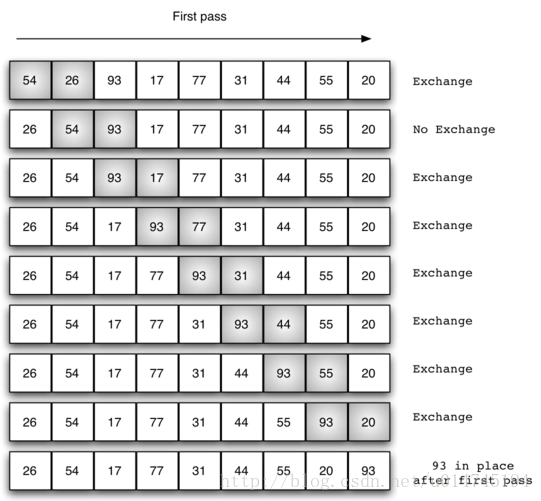 First pass
54 26 93 17 77 31 44 55 20 Exchange
26 54 93 17 77 31 44 55 20 No Exchange
26 54 93 17 77 31 44 55 20 Exchange
26 54 17 93 77 31 44 55 20 Exchange
26 54 17 77 93 31 44 55 20 Exchange
26 54 17 77 31 93 44 55 20 Exchange
26 54 17 77 31 44 93 55 20 Exchange
26 54 17 77 31 44 55 93 20 Exchange
26 54 17 77 31 44 55 20 93 93 in place
after first pass